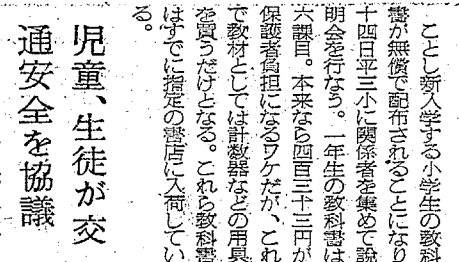 ことし新入学する小学生の教科
書が無償で配布されることになり
十四日平三小に関係者を集めて説
明会を行なう。一年生の教科書は
六課目。本来なら四百三十三円が
保護者負担になるワケだが、これ
で教材としては計数器などの用具
を買うだけとなる。これら教科書
はすでに指定の書店に入荷してい
る。
児童、生徒が交
通安全を協議